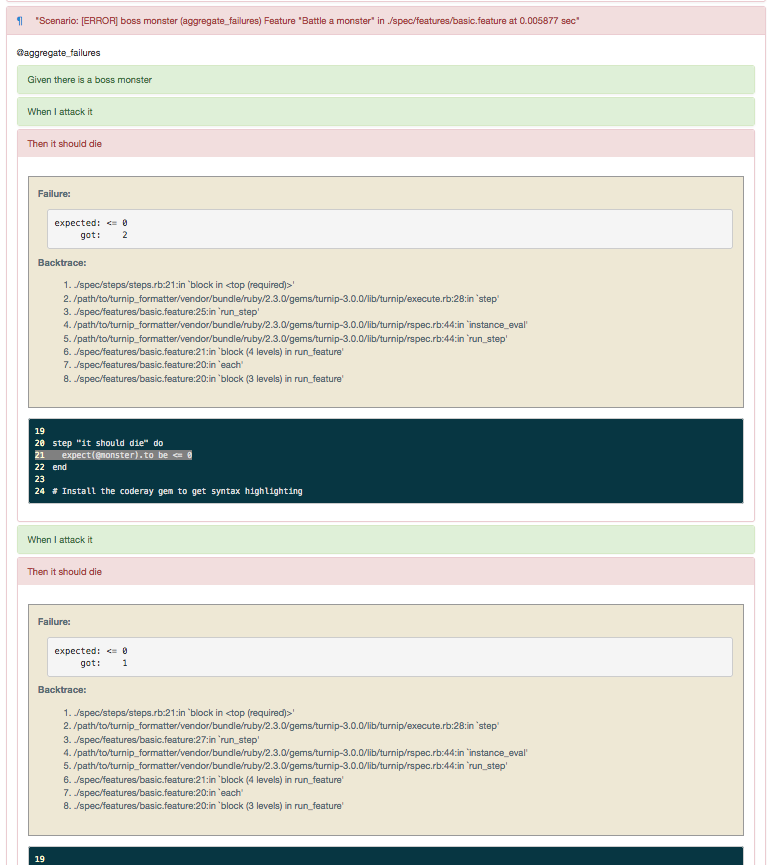 ¶ "Scenario: [ERROR] boss monster (aggregate_failures) Feature "Battle a monster" in ./spec/features/basic.feature at 0.005877 sec"
@aggregate_failures
Given there is a boss monster
When I attack it
Then it should die
Failure:
expected: <= 0
got: 2
Backtrace:
1. ./spec/steps/steps.rb:21:in `block in <top (required)>'
2. /path/to/turnip_formatter/vendor/bundle/ruby/2.3.0/gems/turnip-3.0.0/lib/turnip/execute.rb:28:in `step'
3. ./spec/features/basic.feature:25:in `run_step'
4. /path/to/turnip_formatter/vendor/bundle/ruby/2.3.0/gems/turnip-3.0.0/lib/turnip/rspec.rb:44:in `instance_eval'
5. /path/to/turnip_formatter/vendor/bundle/ruby/2.3.0/gems/turnip-3.0.0/lib/turnip/rspec.rb:44:in `run_step'
6. ./spec/features/basic.feature:21:in `block (4 levels) in run_feature'
7. ./spec/features/basic.feature:20:in `each'
8. ./spec/features/basic.feature:20:in `block (3 levels) in run_feature'
19
20 step "it should die" do
21 expect(@monster).to be <= 0
22 end
23
24 # Install the coderay gem to get syntax highlighting
When I attack it
Then it should die
Failure:
expected: <= 0
got: 1
Backtrace:
1. ./spec/steps/steps.rb:21:in `block in <top (required)>'
2. /path/to/turnip_formatter/vendor/bundle/ruby/2.3.0/gems/turnip-3.0.0/lib/turnip/execute.rb:28:in `step'
3. ./spec/features/basic.feature:27:in `run_step'
4. /path/to/turnip_formatter/vendor/bundle/ruby/2.3.0/gems/turnip-3.0.0/lib/turnip/rspec.rb:44:in `instance_eval'
5. /path/to/turnip_formatter/vendor/bundle/ruby/2.3.0/gems/turnip-3.0.0/lib/turnip/rspec.rb:44:in `run_step'
6. ./spec/features/basic.feature:21:in `block (4 levels) in run_feature'
7. ./spec/features/basic.feature:20:in `each'
8. ./spec/features/basic.feature:20:in `block (3 levels) in run_feature'
19